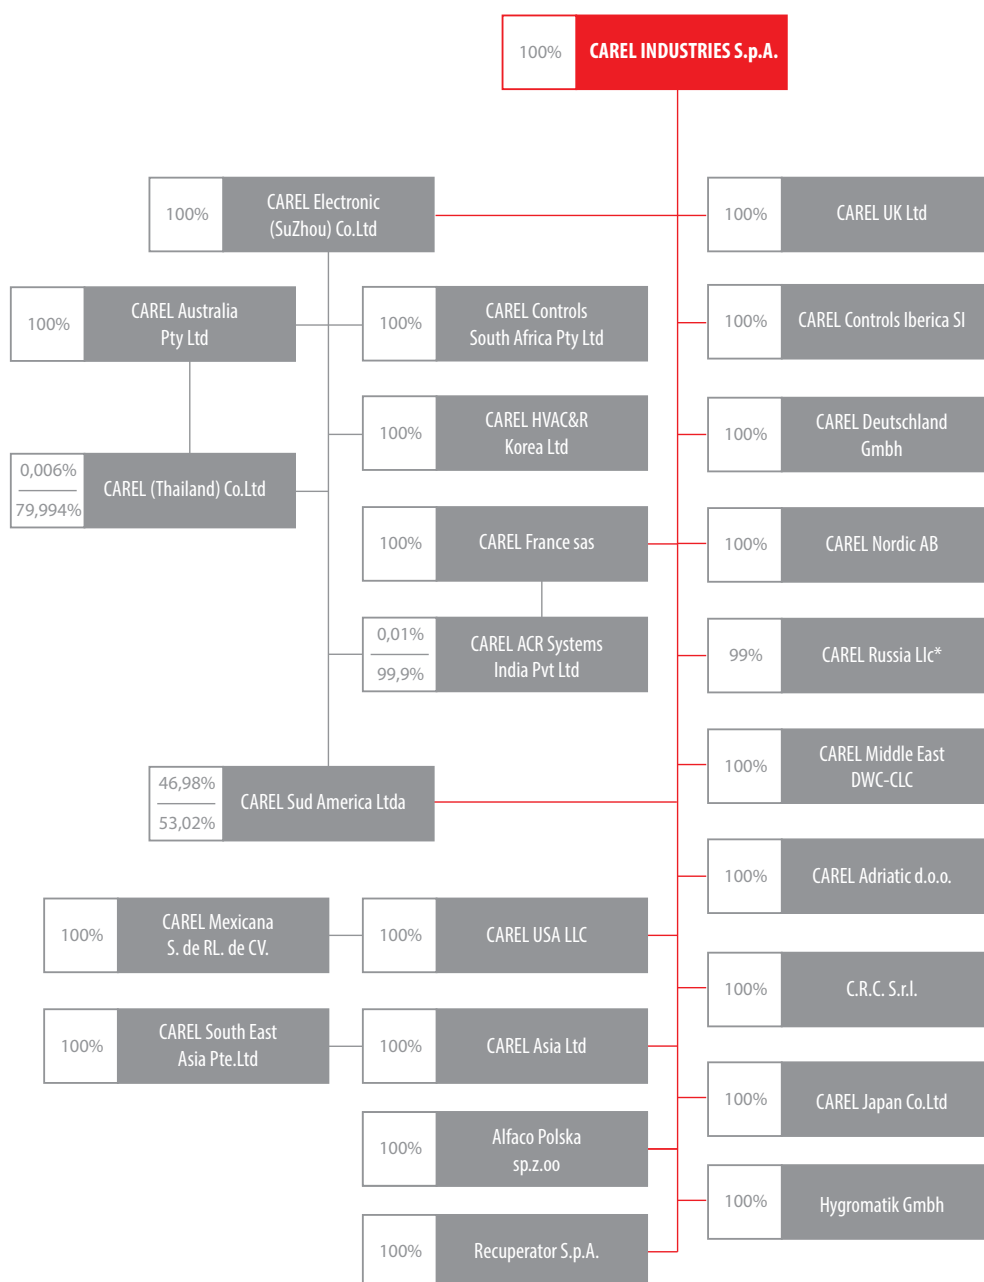 100%
CAREL INDUSTRIES S.p.A.
100%
CAREL Electronic
(SuZhou) Co.Ltd
100%
CAREL UK Ltd
100%
CAREL Australia
Pty Ltd
100%
CAREL Controls
South Africa Pty Ltd
100%
CAREL Controls Iberica Sl
100%
CAREL HVAC&R
Korea Ltd
100%
CAREL Deutschland
Gmbh
0,006%
79,994%
CAREL (Thailand) Co.Ltd
100%
CAREL France sas
100%
CAREL Nordic AB
0,01%
99,9%
CAREL ACR Systems
India Pvt Ltd
99%
CAREL Russia Llc*
46,98%
53,02%
CAREL Sud America Ltda
100%
CAREL Middle East
DWC-CLC
100%
CAREL Adriatic d.o.o.
100%
CAREL Mexicana
S. de RL. de CV.
100%
CAREL USA LLC
100%
C.R.C. S.r.l.
100%
CAREL South East
Asia Pte.Ltd
100%
CAREL Asia Ltd
100%
CAREL Japan Co.Ltd
100%
Alfaco Polska
sp.z.oo
100%
Hygromatik Gmbh
100%
Recuperator S.p.A.